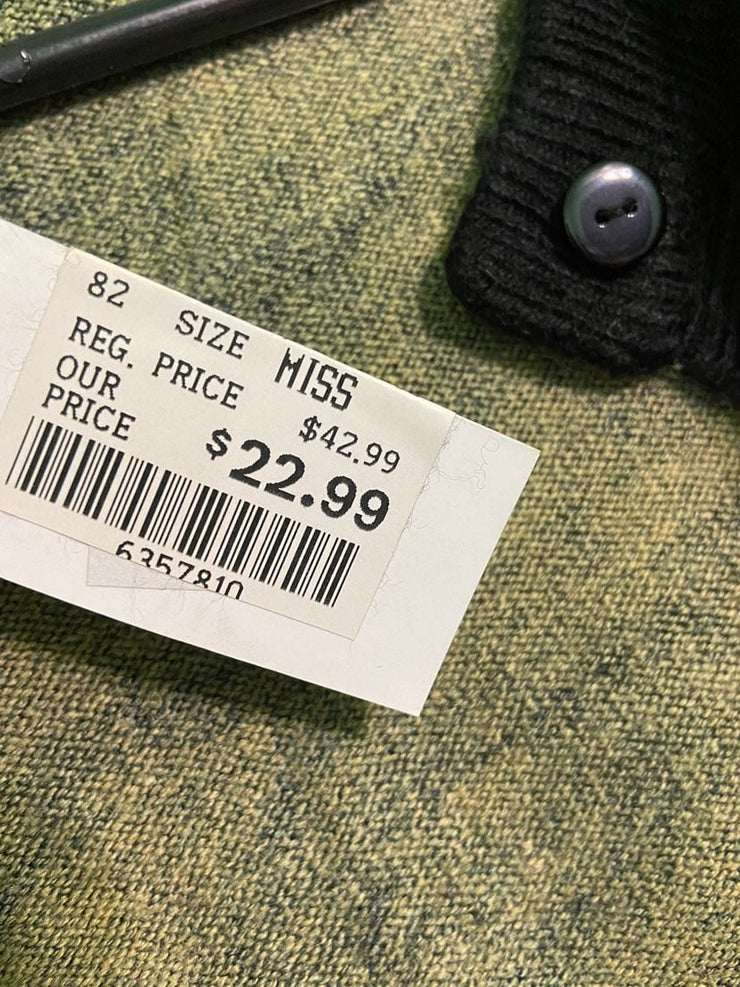 82 SIZE MISS
REG. PRICE $42.99
OUR
PRICE $22.99
6357810